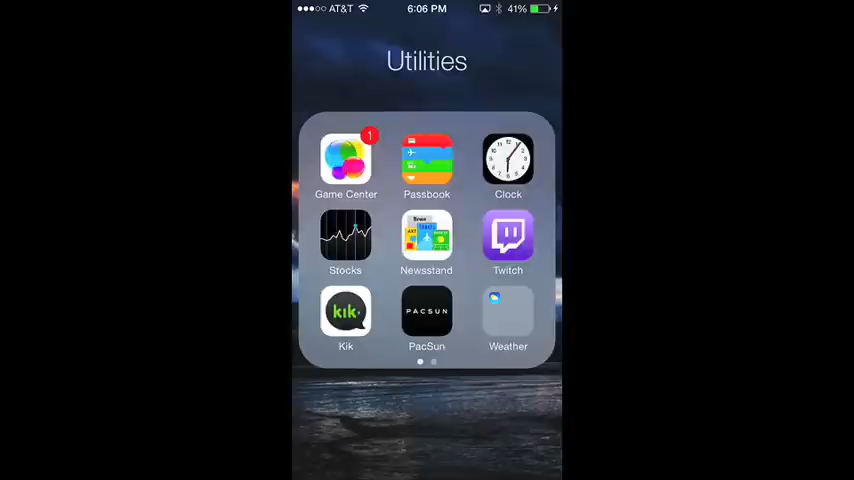 AT&T 6:06 PM 41%
Utilities
1
Game Center Passbook Clock
Stocks Newsstand Twitch
kik.
PACSUN
Kik PacSun Weather